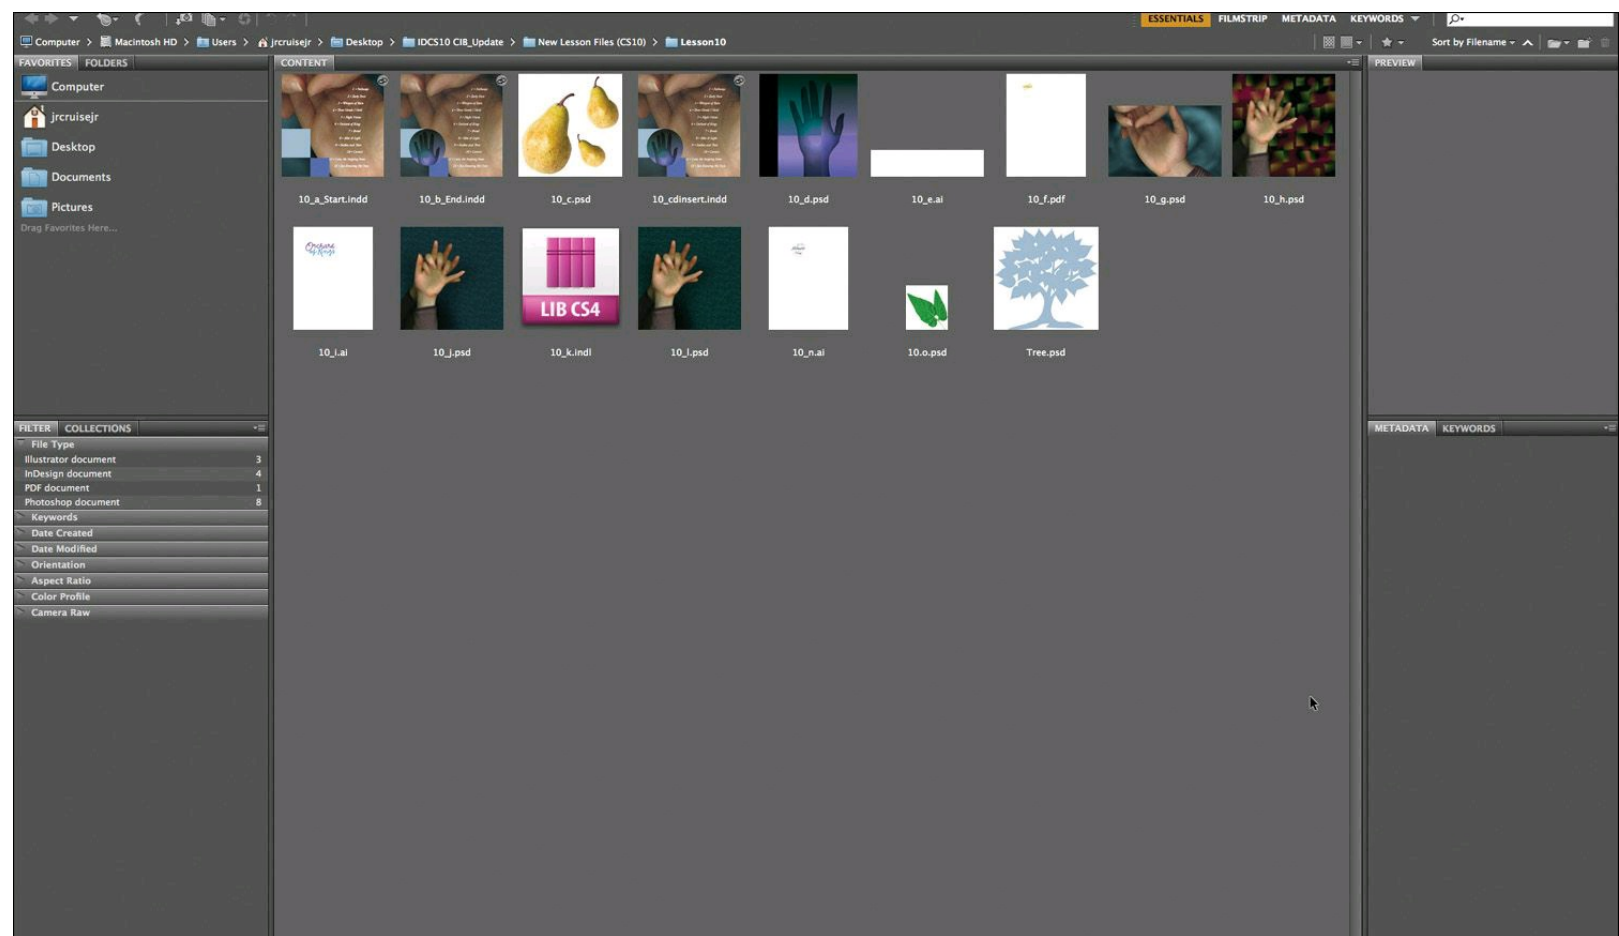 ESSENTIALS FILMSTRIP METADATA KEYWORDS
Computer > Macintosh HD > Users > jrcruisejr > Desktop > IDCS10 CIB_Update > New Lesson Files (CS10) > Lesson10
Sort by Filename
FAVORITES FOLDERS
Computer
jrcruisejr
Desktop
Documents
Pictures
Drag Favorites Here...
CONTENT
10_a_Start.indd 10_b_End.indd 10_c.psd 10_cdinsert.indd 10_d.psd 10_e.ai 10_f.pdf 10_g.psd 10_h.psd
Orchard
LIB CS4
10_i.ai 10_j.psd 10_k.indl 10_l.psd 10_n.ai 10.o.psd Tree.psd
PREVIEW
FILTER COLLECTIONS
File Type
Illustrator document 3
InDesign document 4
PDF document 1
Photoshop document 8
Keywords
Date Created
Date Modified
Orientation
Aspect Ratio
Color Profile
Camera Raw
METADATA KEYWORDS